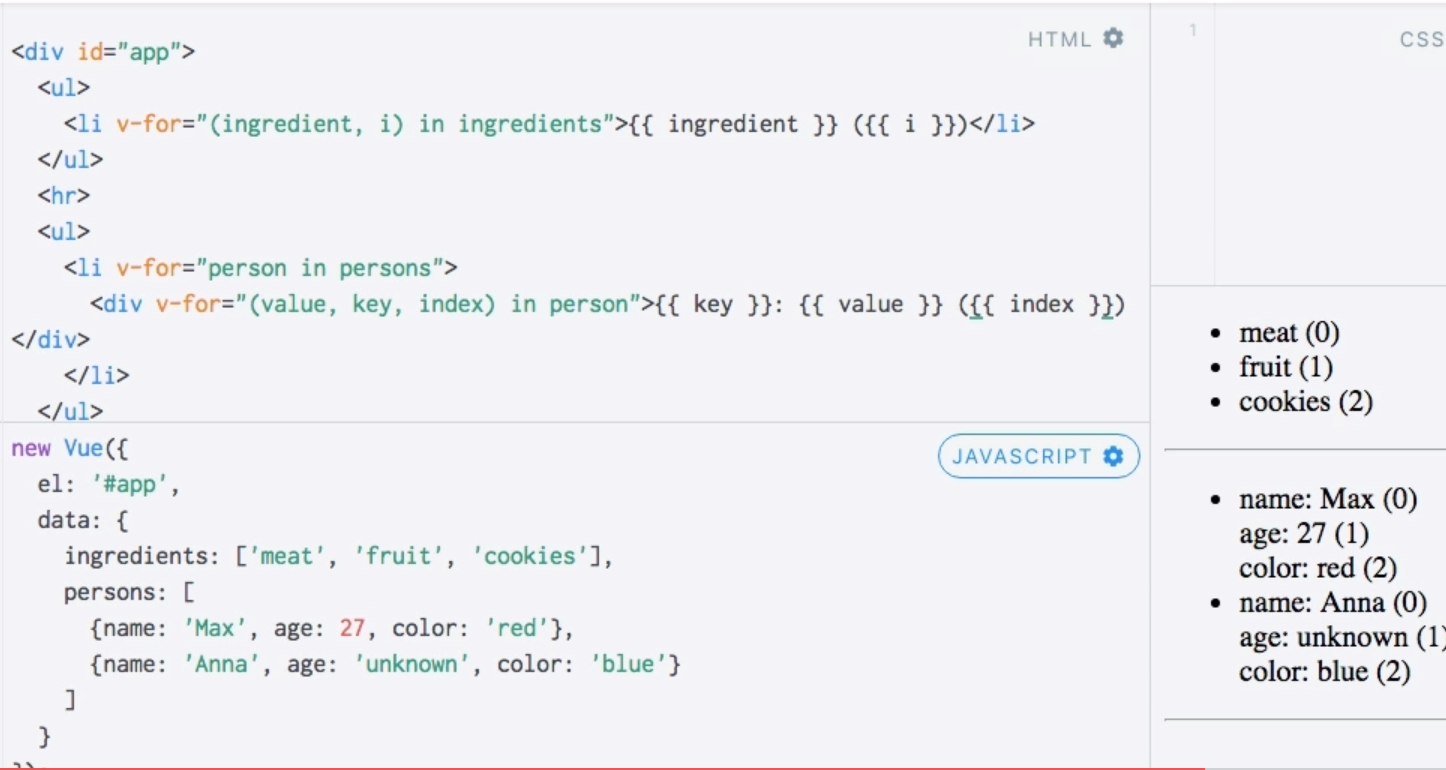 <div id="app">
HTML
  <ul>
    <li v-for="(ingredient, i) in ingredients">{{ ingredient }} ({{ i }})</li>
  </ul>
  <hr>
  <ul>
    <li v-for="person in persons">
      <div v-for="(value, key, index) in person">{{ key }}: {{ value }} ({{ index }})
</div>
    </li>
  </ul>
new Vue({
JAVASCRIPT
  el: '#app',
  data: {
    ingredients: ['meat', 'fruit', 'cookies'],
    persons: [
      {name: 'Max', age: 27, color: 'red'},
      {name: 'Anna', age: 'unknown', color: 'blue'}
    ]
  }
1
CSS
• meat (0)
• fruit (1)
• cookies (2)
• name: Max (0)
age: 27 (1)
color: red (2)
• name: Anna (0)
age: unknown (1)
color: blue (2)